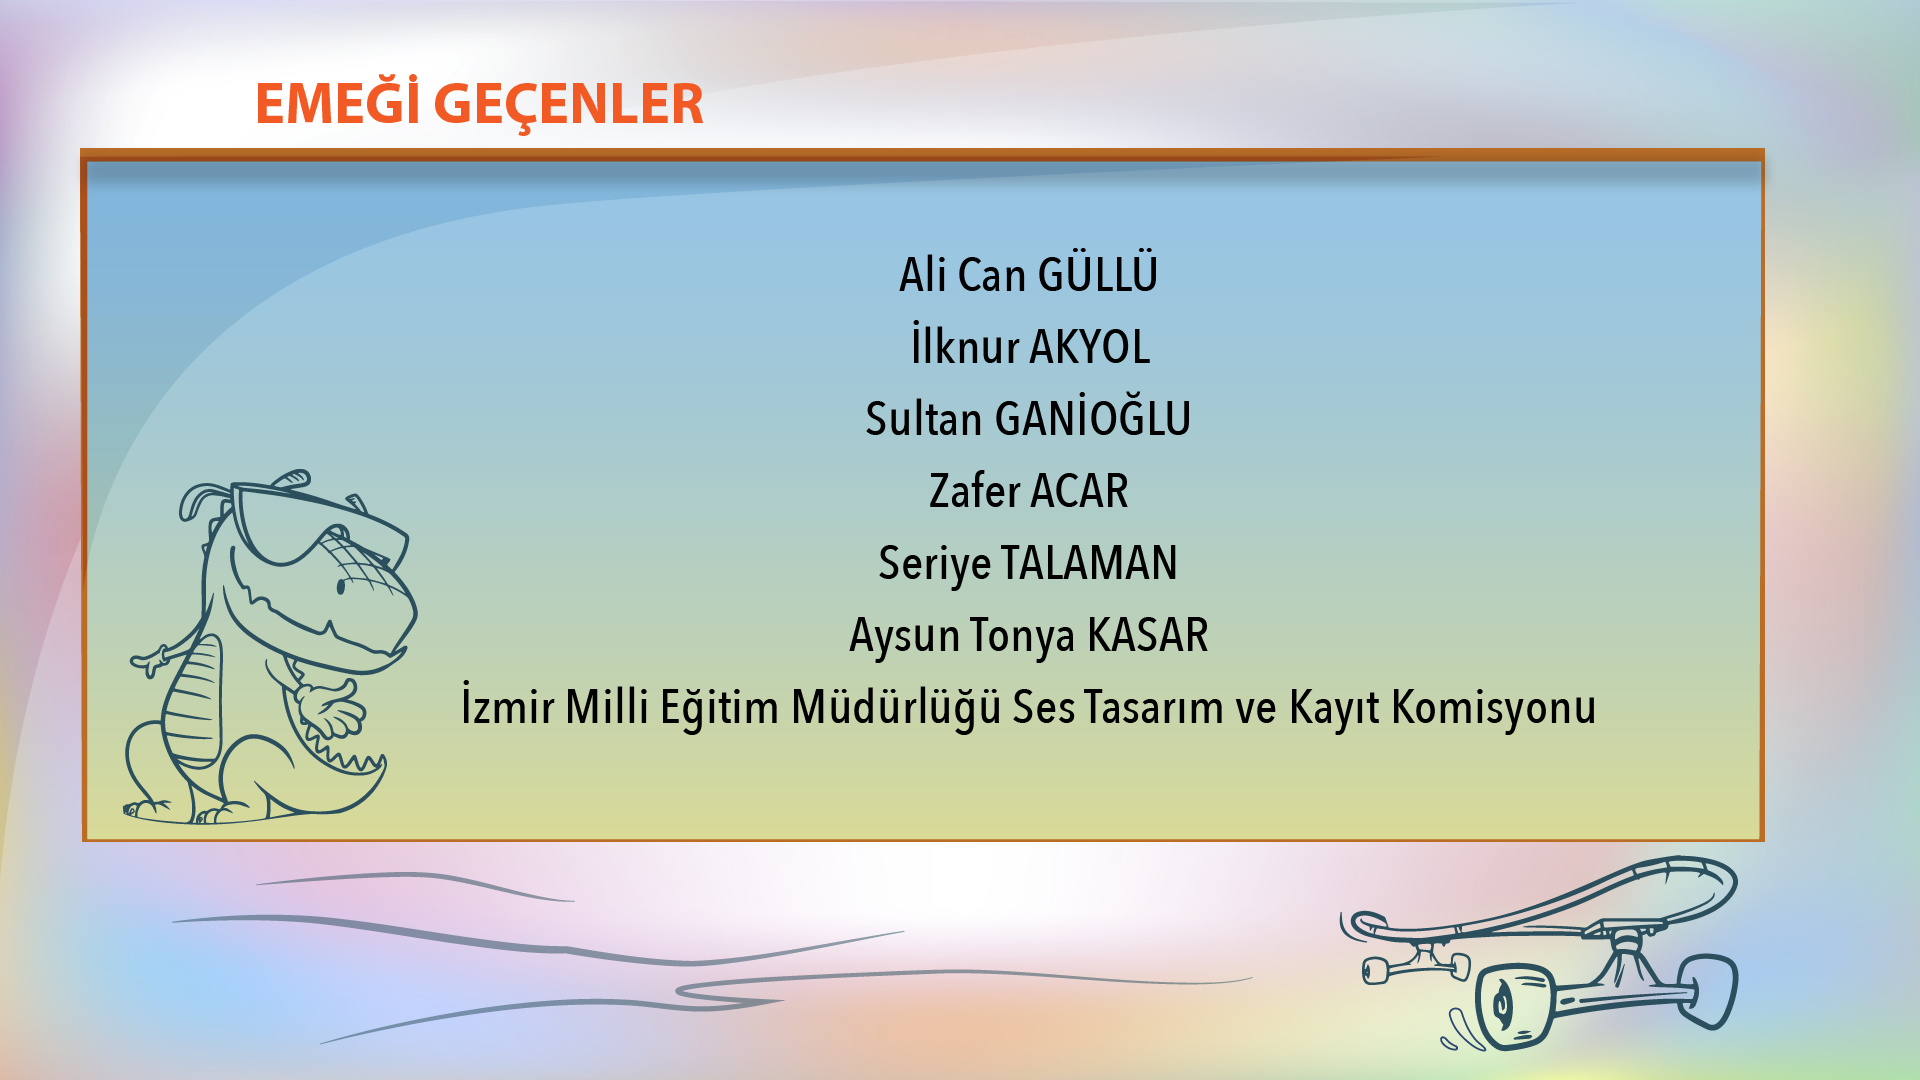 EMEĞİ GEÇENLER
Ali Can GÜLLÜ
İlknur AKYOL
Sultan GANİOĞLU
Zafer ACAR
Seriye TALAMAN
Aysun Tonya KASAR
İzmir Milli Eğitim Müdürlüğü Ses Tasarım ve Kayıt Komisyonu